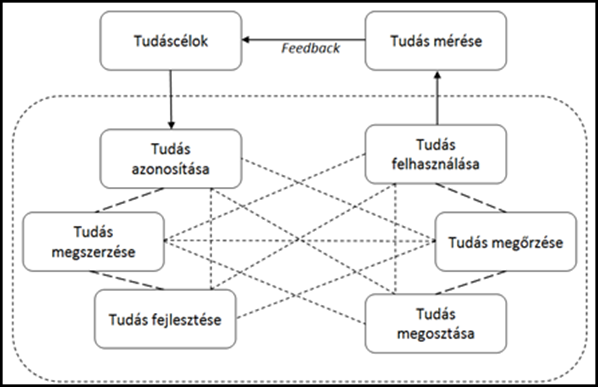 Tudáscélok
Feedback
Tudás mérése
Tudás
azonosítása
Tudás
felhasználása
Tudás
megszerzése
Tudás megőrzése
Tudás fejlesztése
Tudás
megosztása